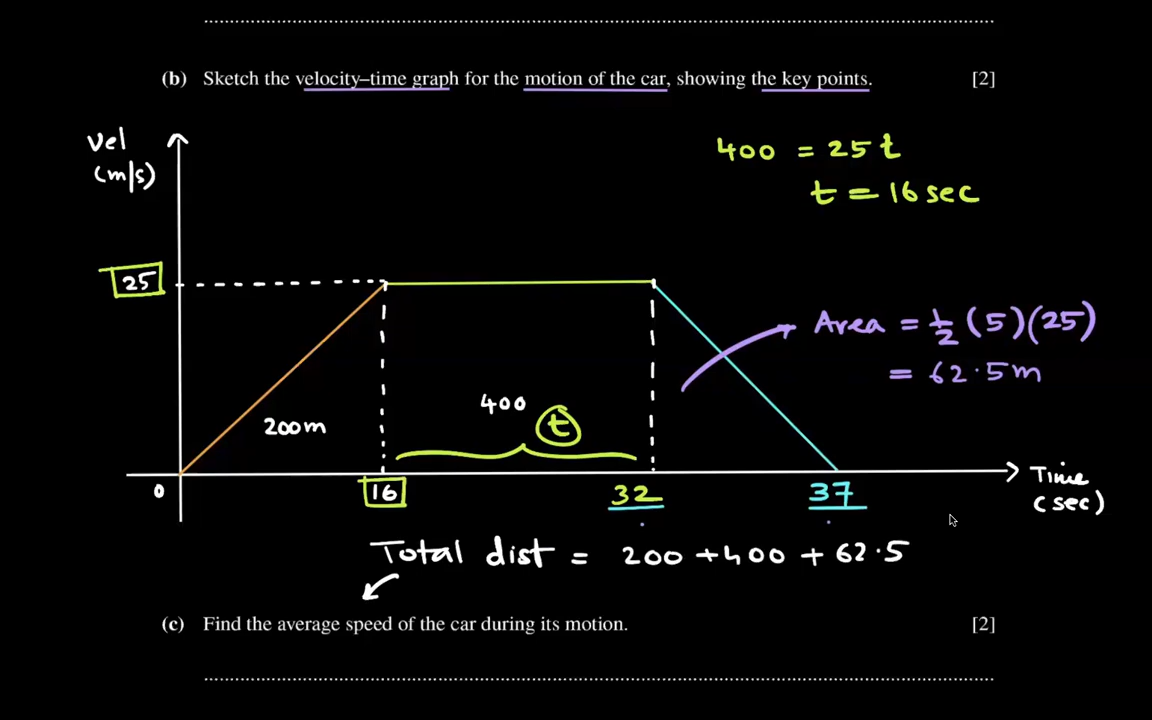 (b) Sketch the velocity–time graph for the motion of the car, showing the key points. [2]
Vel
(m/s)
400 = 25t
t = 16 sec
25
Area = 1/2 (5)(25)
= 62.5m
400
t
200m
0
16
32
37
Time
(sec)
Total dist = 200 + 400 + 62.5
(c) Find the average speed of the car during its motion. [2]